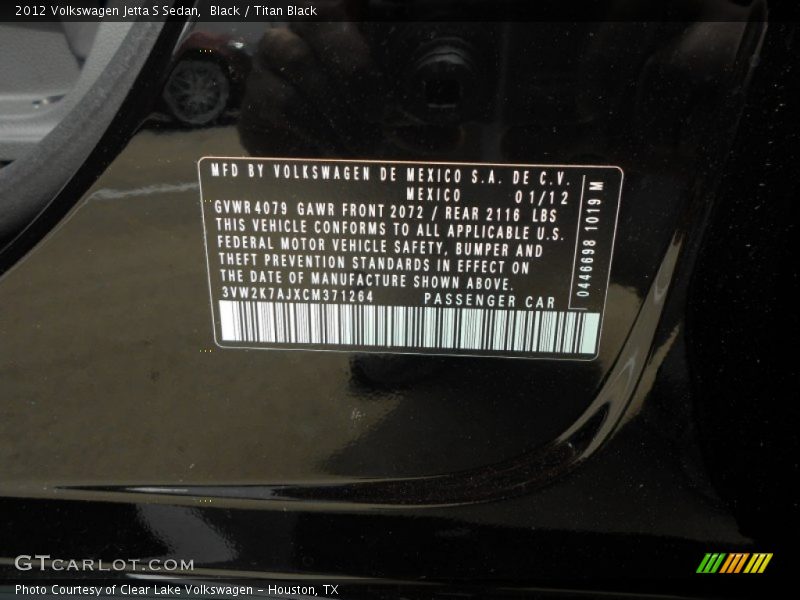 2012 Volkswagen Jetta S Sedan, Black / Titan Black
MFD BY VOLKSWAGEN DE MEXICO S.A. DE C.V.
MEXICO 01/12
GVWR 4079 GAWR FRONT 2072 / REAR 2116 LBS
THIS VEHICLE CONFORMS TO ALL APPLICABLE U.S.
FEDERAL MOTOR VEHICLE SAFETY, BUMPER AND
THEFT PREVENTION STANDARDS IN EFFECT ON
THE DATE OF MANUFACTURE SHOWN ABOVE.
3VW2K7AJXCM371264 PASSENGER CAR
0446698 1019 M
GTCARLOT.COM
Photo Courtesy of Clear Lake Volkswagen - Houston, TX